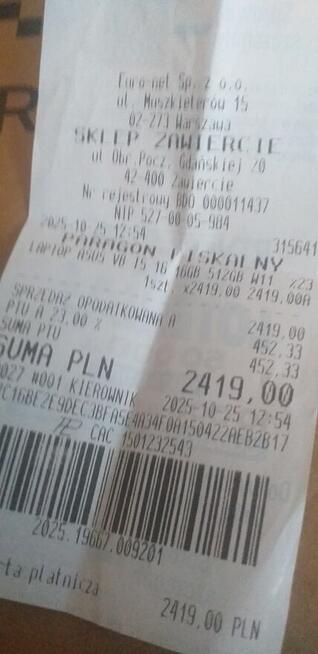 Euro-net Sp. z o.o.
ul. Muszkieterów 15
02-273 Warszawa
SKLEP ZAWIERCIE
ul Obr.Pocz. Gdańskiej 20
42-400 Zawiercie
Nr rejestrowy BDO 000011437
NIP 527-00-05-984
2025-10-25 12:54 315641
PARAGON FISKALNY
LAPTOP ASUS V8 15 16 16GB 512GB W11
1szt x2419,00 2419,00A
SPRZEDAŻ OPODATKOWANA A 2419,00
PTU A 23,00 % 452,33
SUMA PTU 452,33
SUMA PLN 2419,00
#001 KIEROWNIK 2025-10-25 12:54
CAC 1501232543
2025.19667.009201
płatnicza 2419,00 PLN